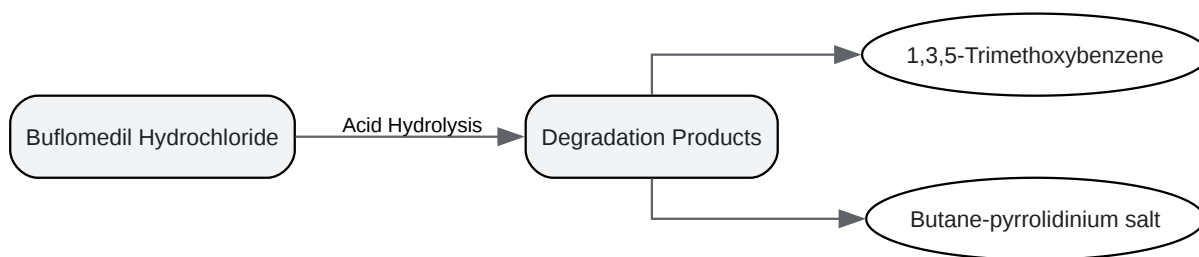 1,3,5-Trimethoxybenzene
Buflomedil Hydrochloride
Acid Hydrolysis
Degradation Products
Butane-pyrrolidinium salt